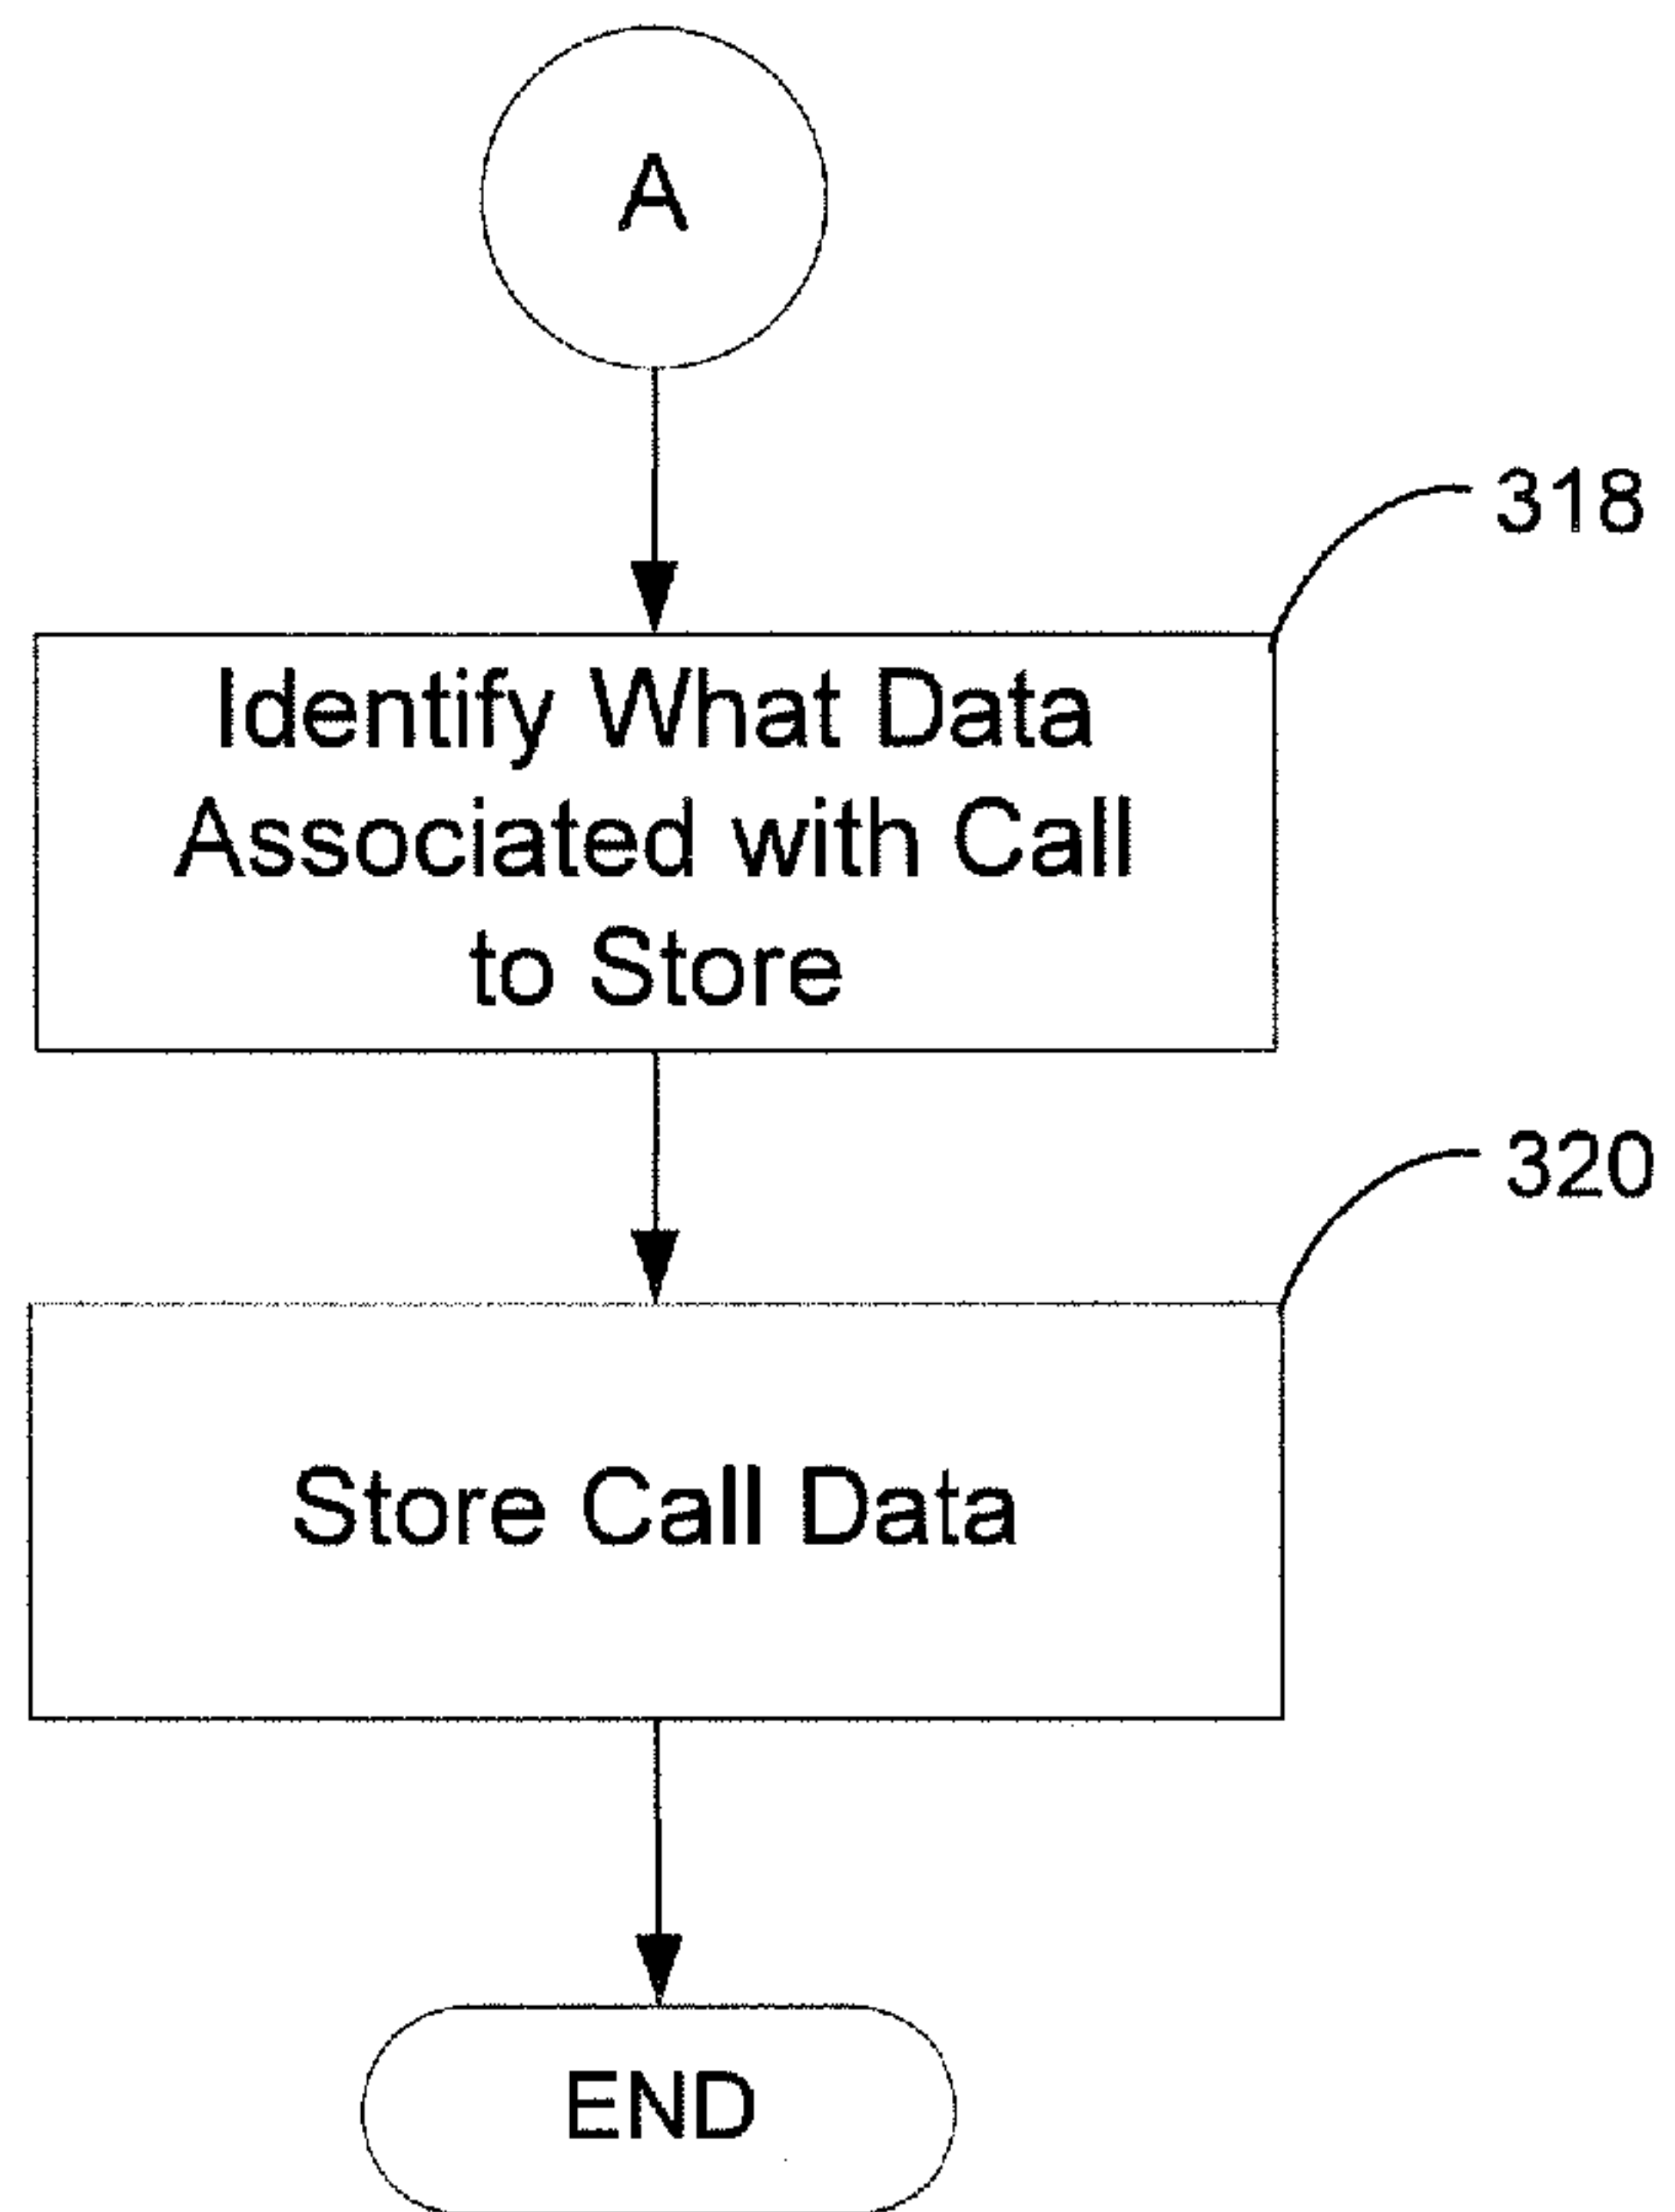 A
318
Identify What Data
Associated with Call
to Store
320
Store Call Data
END